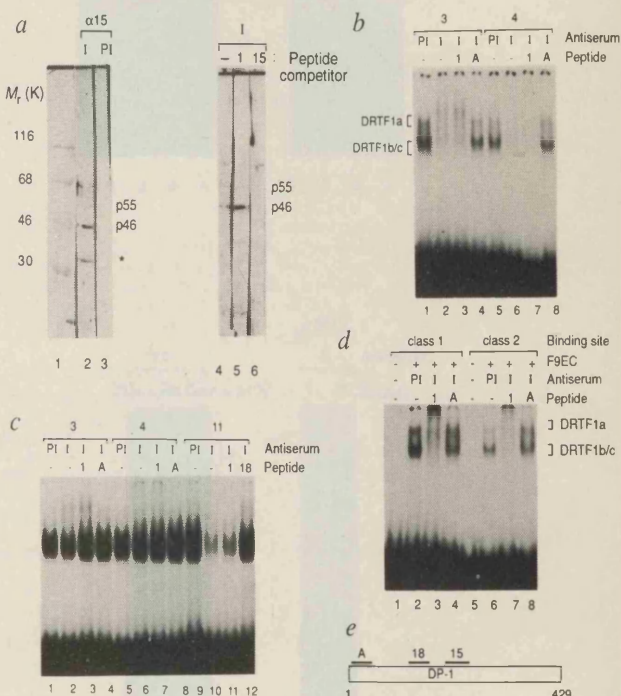 a
α15
I PI
I
– 1 15 : Peptide competitor
Mr (K)
116
68
46
30
p55
p46
p55
p46
1 2 3
4 5 6
b
3 4
PI I I I PI I I I Antiserum
- - 1 A - - 1 A Peptide
DRTF1a
DRTF1b/c
1 2 3 4 5 6 7 8
c
3 4 11
PI I I I PI I I I PI I I I Antiserum
- - 1 A - - 1 A - - 1 18 Peptide
1 2 3 4 5 6 7 8 9 10 11 12
d
class 1 class 2 Binding site
- + + + - + + + F9EC
PI I I PI I I Antiserum
- 1 A - 1 A Peptide
DRTF1a
DRTF1b/c
1 2 3 4 5 6 7 8
e
A 18 15
DP-1
1 429